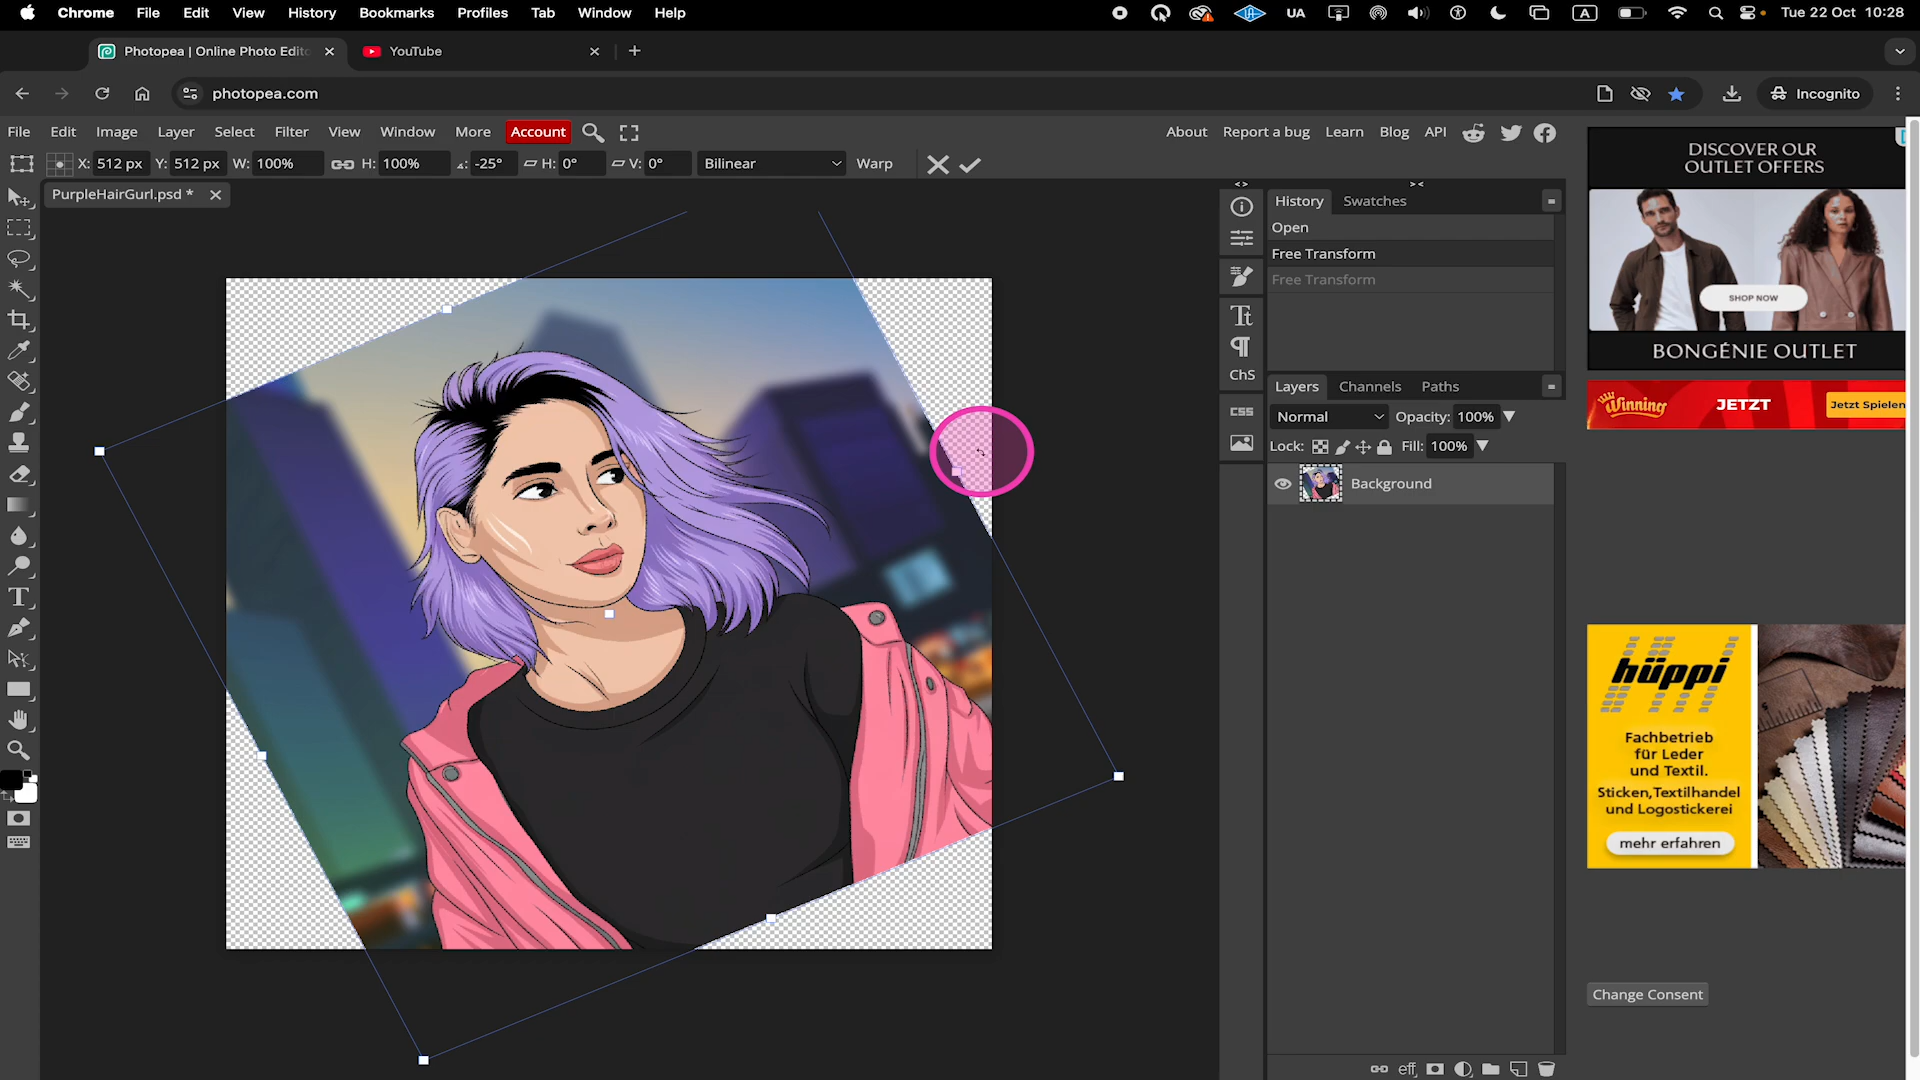 Chrome File Edit View History Bookmarks Profiles Tab Window Help UA A Tue 22 Oct 10:28
Photopea | Online Photo Edito YouTube
photopea.com Incognito
File Edit Image Layer Select Filter View Window More Account About Report a bug Learn Blog API
X: 512 px Y: 512 px W: 100% H: 100% -25° H: 0° V: 0° Bilinear Warp
PurpleHairGurl.psd *
History Swatches
Open
Free Transform
Free Transform
Tt
ChS
CSS
Layers Channels Paths
Normal Opacity: 100%
Lock: Fill: 100%
Background
eff
T
DISCOVER OUR
OUTLET OFFERS
SHOP NOW
BONGÉNIE OUTLET
Winning JETZT Jetzt Spielen
hüppi
Fachbetrieb
für Leder
und Textil.
Sticken,Textilhandel
und Logostickerei
mehr erfahren
Change Consent